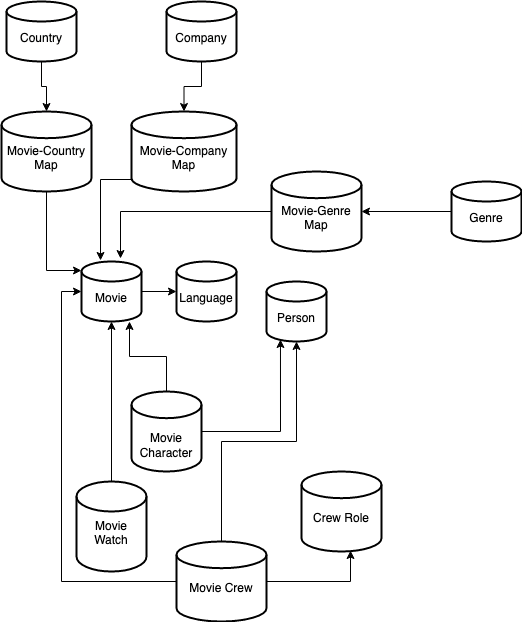 Country
Company
Movie-Country
Map
Movie-Company
Map
Movie-Genre
Map
Genre
Movie
Language
Person
Movie
Character
Movie
Watch
Crew Role
Movie Crew